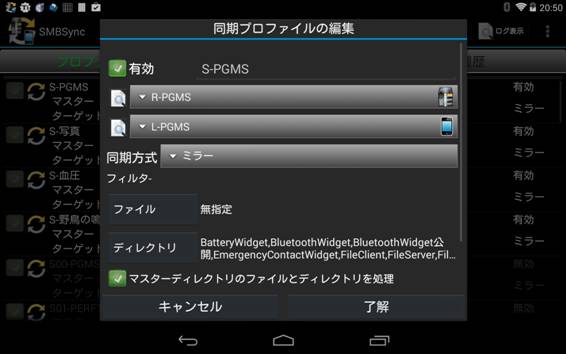 20:50
SMBSync
ログ表示
同期プロファイルの編集
プロフ
履歴
有効
S-PGMS
R-PGMS
L-PGMS
同期方式
ミラー
フィルタ-
ファイル
無指定
ディレクトリ
BatteryWidget,BluetoothWidget,BluetoothWidget公
開,EmergencyContactWidget,FileClient,FileServer,Fil...
マスターディレクトリのファイルとディレクトリを処理
キャンセル
了解
S-PGMS
マスター
ターゲット
有効
ミラー
S-写真
マスター
ターゲット
有効
ミラー
S-血圧
マスター
ターゲット
有効
ミラー
S-野鳥の鳴
マスター
ターゲット
有効
ミラー
S00-PGMS
マスター
ターゲット
無効
ミラー
S01-PERF
無効